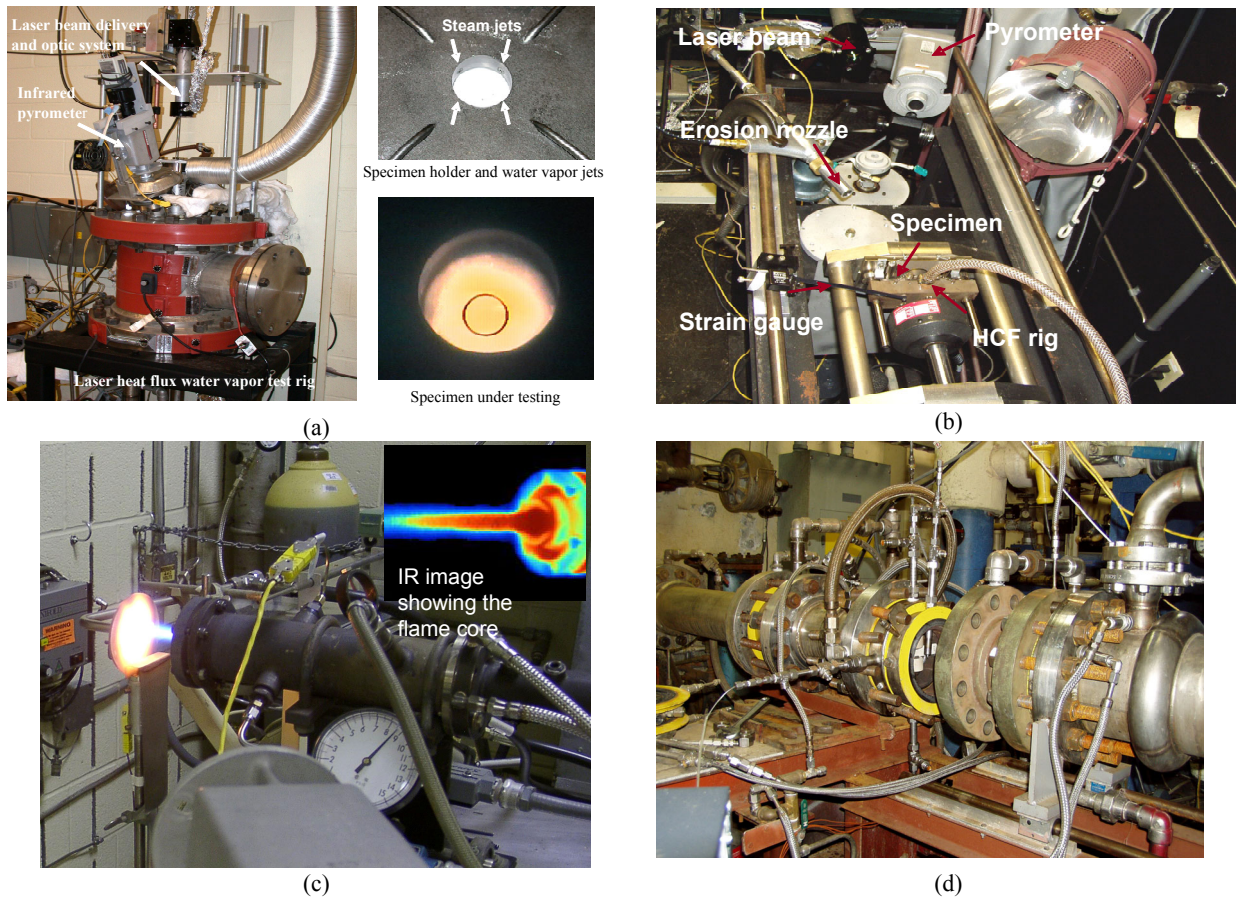 Laser beam delivery
and optic system
Infrared
pyrometer
Laser heat flux water vapor test rig
Steam jets
Specimen holder and water vapor jets
Specimen under testing
(a)
Laser beam
Pyrometer
Erosion nozzle
Specimen
Strain gauge
HCF rig
(b)
WARNING
IR image
showing the
flame core
(c)
(d)